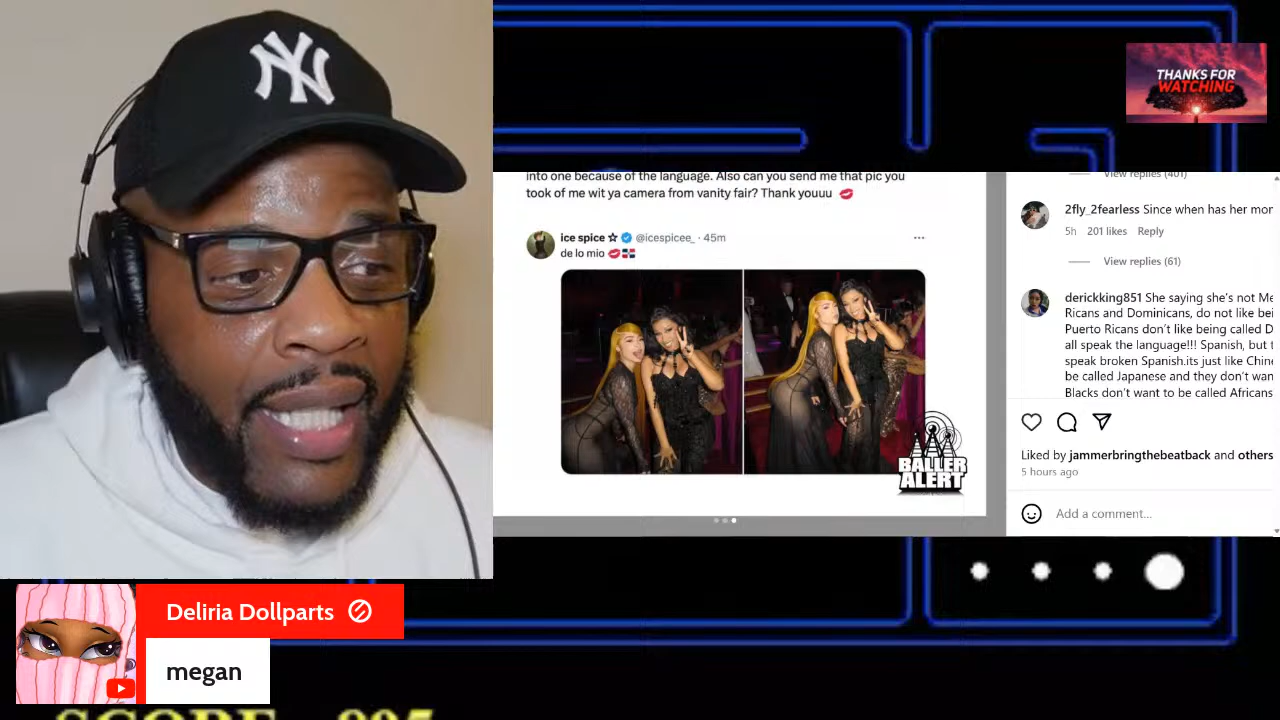 NY
THANKS FOR
WATCHING
into one because of the language. Also can you send me that pic you
took of me wit ya camera from vanity fair? Thank youuu 💋
ice spice ☆ @icespicee_ · 45m
de lo mio 💋🇩🇴
BALLER
ALERT
View replies (401)
2fly_2fearless Since when has her mor
5h 201 likes Reply
View replies (61)
derickking851 She saying she's not Me
Ricans and Dominicans, do not like bei
Puerto Ricans don't like being called D
all speak the language!!! Spanish, but t
speak broken Spanish.its just like Chine
be called Japanese and they don't wan
Blacks don't want to be called Africans
Liked by jammerbringthebeatback and others
5 hours ago
Add a comment...
Deliria Dollparts
megan
SCORE